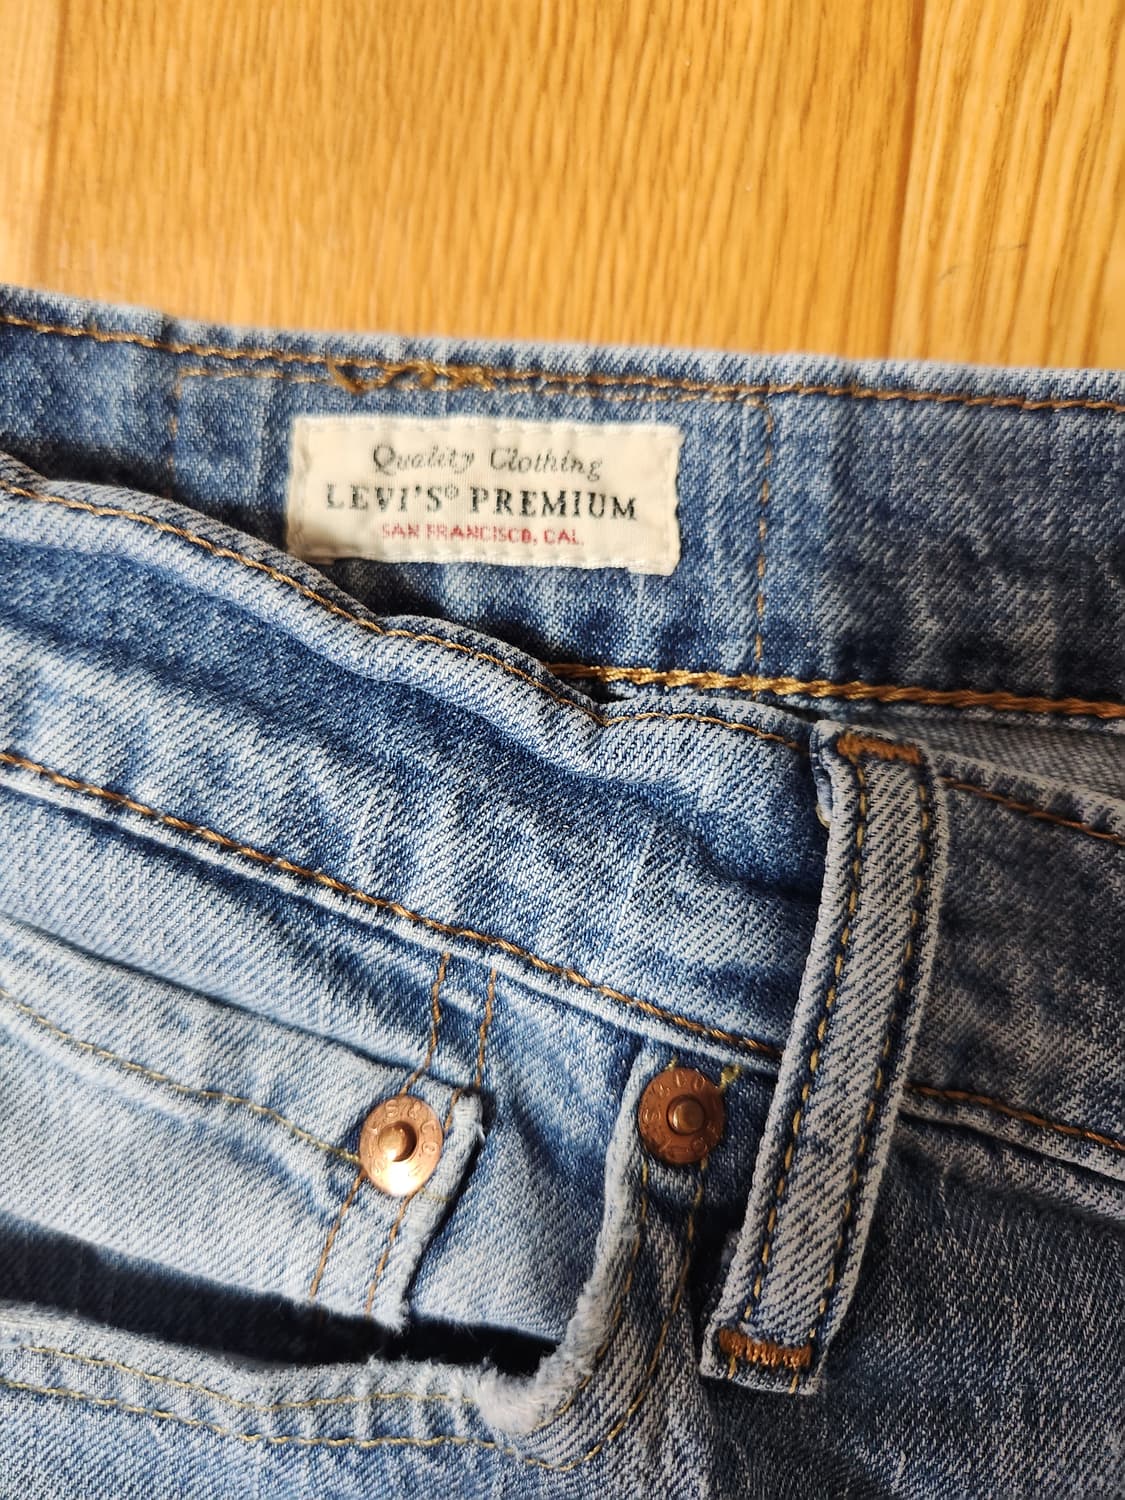 Quality Clothing
LEVI'S® PREMIUM
SAN FRANCISCO, CAL.